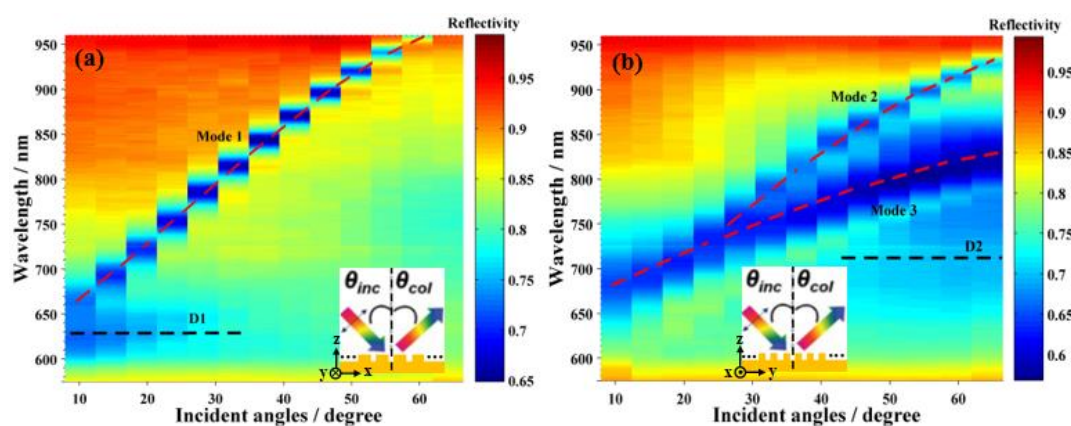 Reflectivity
(a)
Wavelength / nm
950
900
850
800
750
700
650
600
Mode 1
D1
θinc θcol
z
y x
10 20 30 40 50 60
Incident angles / degree
0.95
0.9
0.85
0.8
0.75
0.7
0.65
Reflectivity
(b)
Wavelength / nm
950
900
850
800
750
700
650
600
Mode 2
Mode 3
D2
θinc θcol
z
x y
10 20 30 40 50 60
Incident angles / degree
0.95
0.9
0.85
0.8
0.75
0.7
0.65
0.6